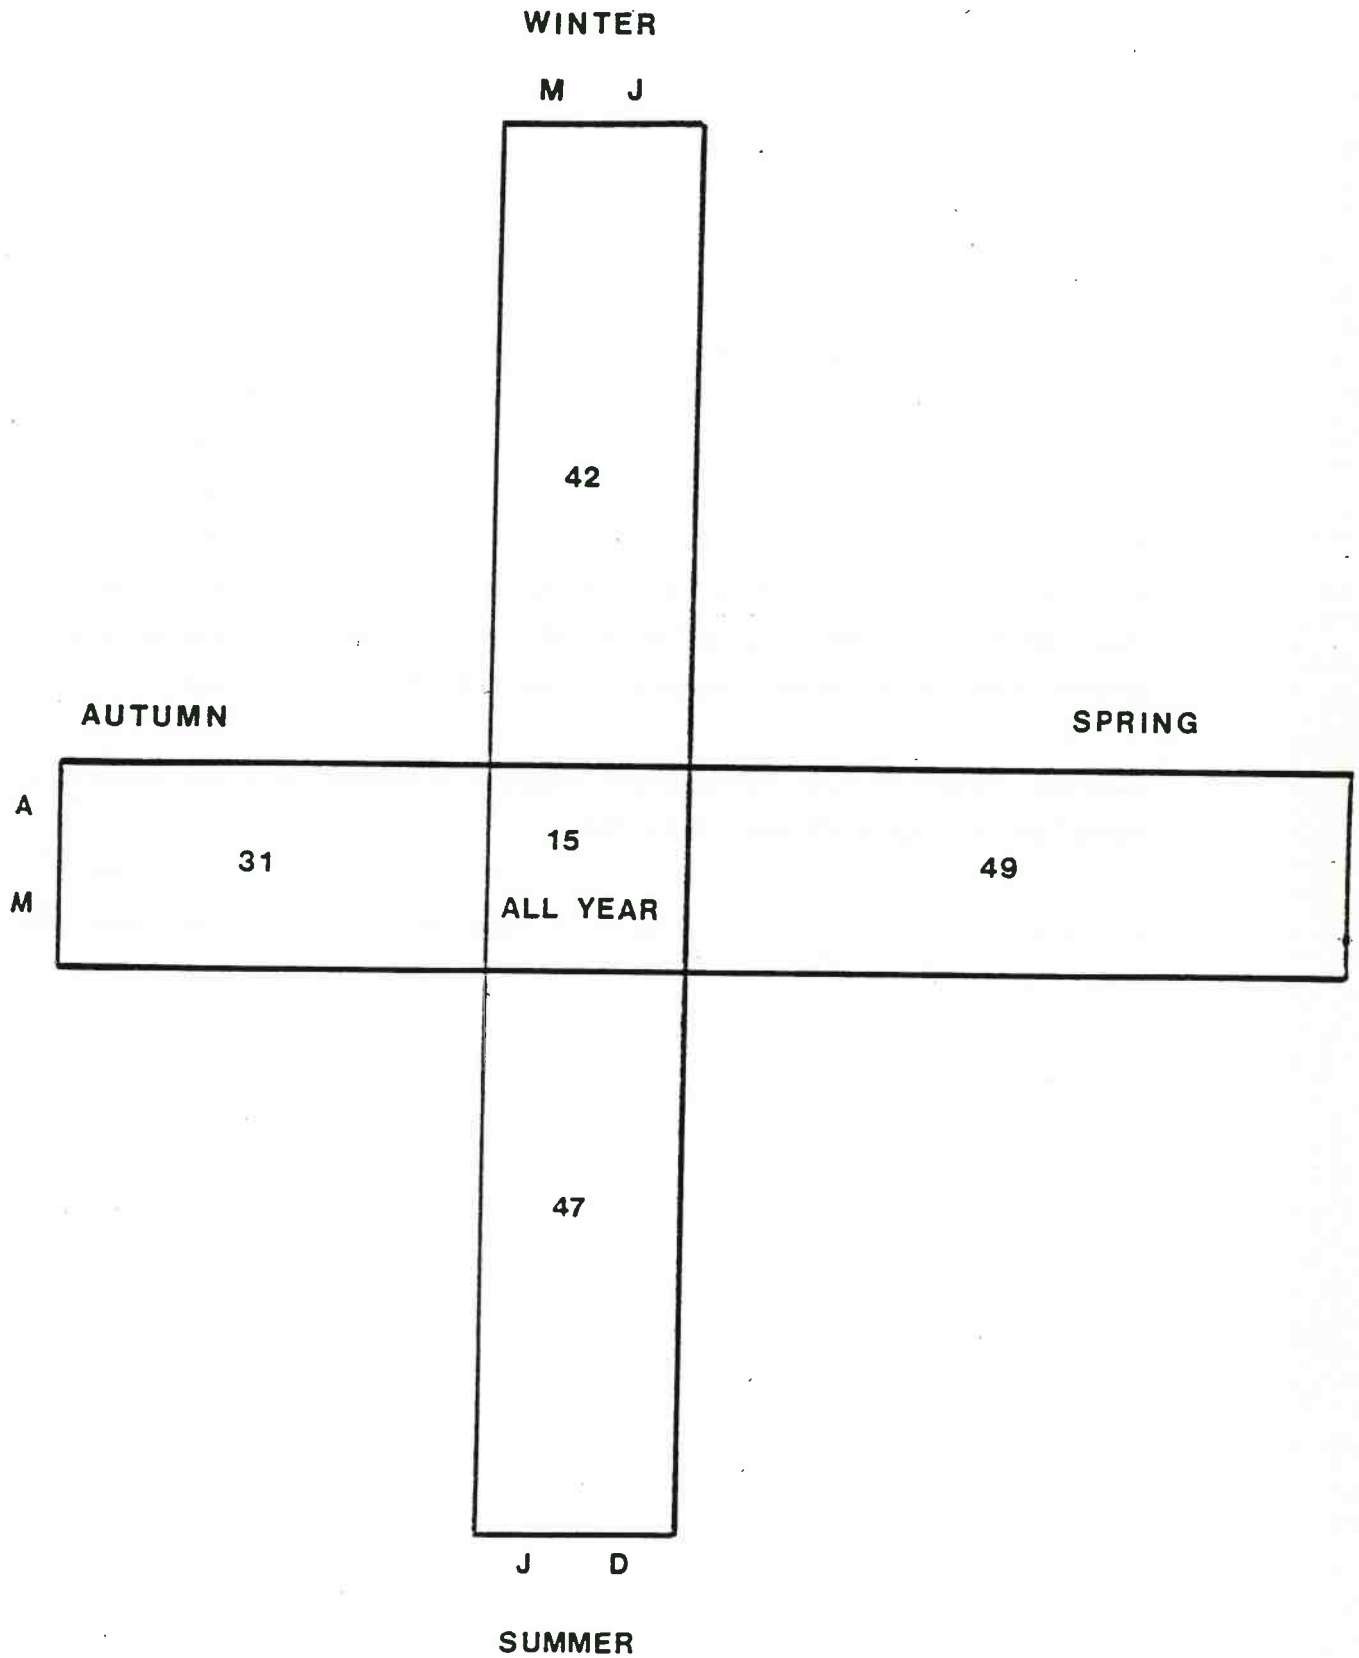 WINTER
M J
42
AUTUMN
SPRING
A
M
31
15
ALL YEAR
49
47
J D
SUMMER